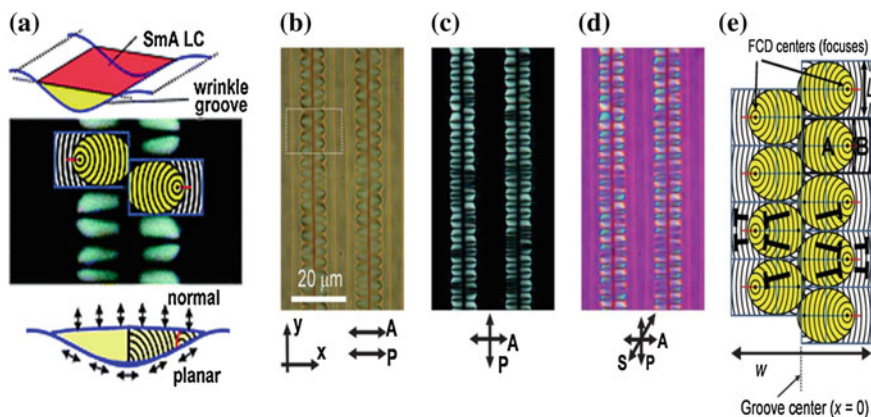 (a)
SmA LC
wrinkle
groove
normal
planar
(b)
20 μm
y
x
A
P
(c)
A
P
(d)
A
S
P
(e)
FCD centers (focuses)
L
A
B
W
Groove center (x = 0)